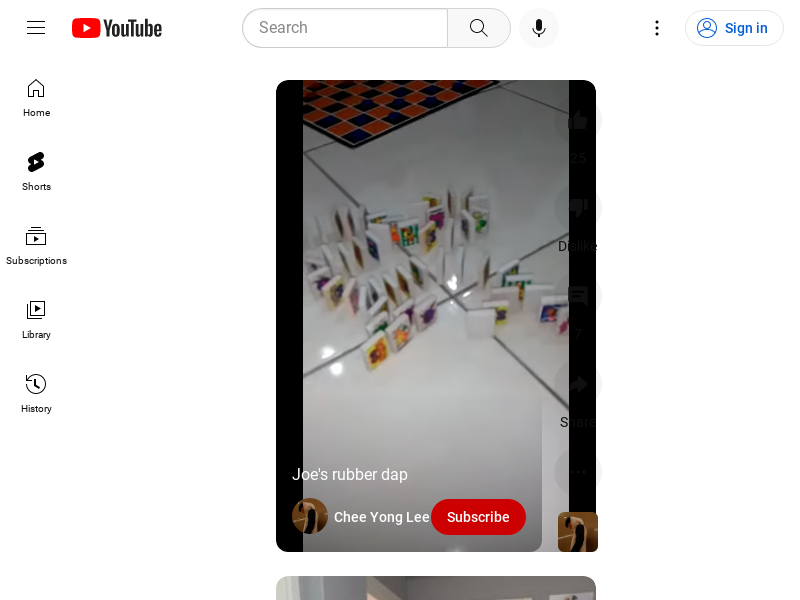 YouTube
Search
Sign in
Home
Shorts
Subscriptions
Library
History
25
Dislike
7
Share
Joe's rubber dap
Chee Yong Lee
Subscribe